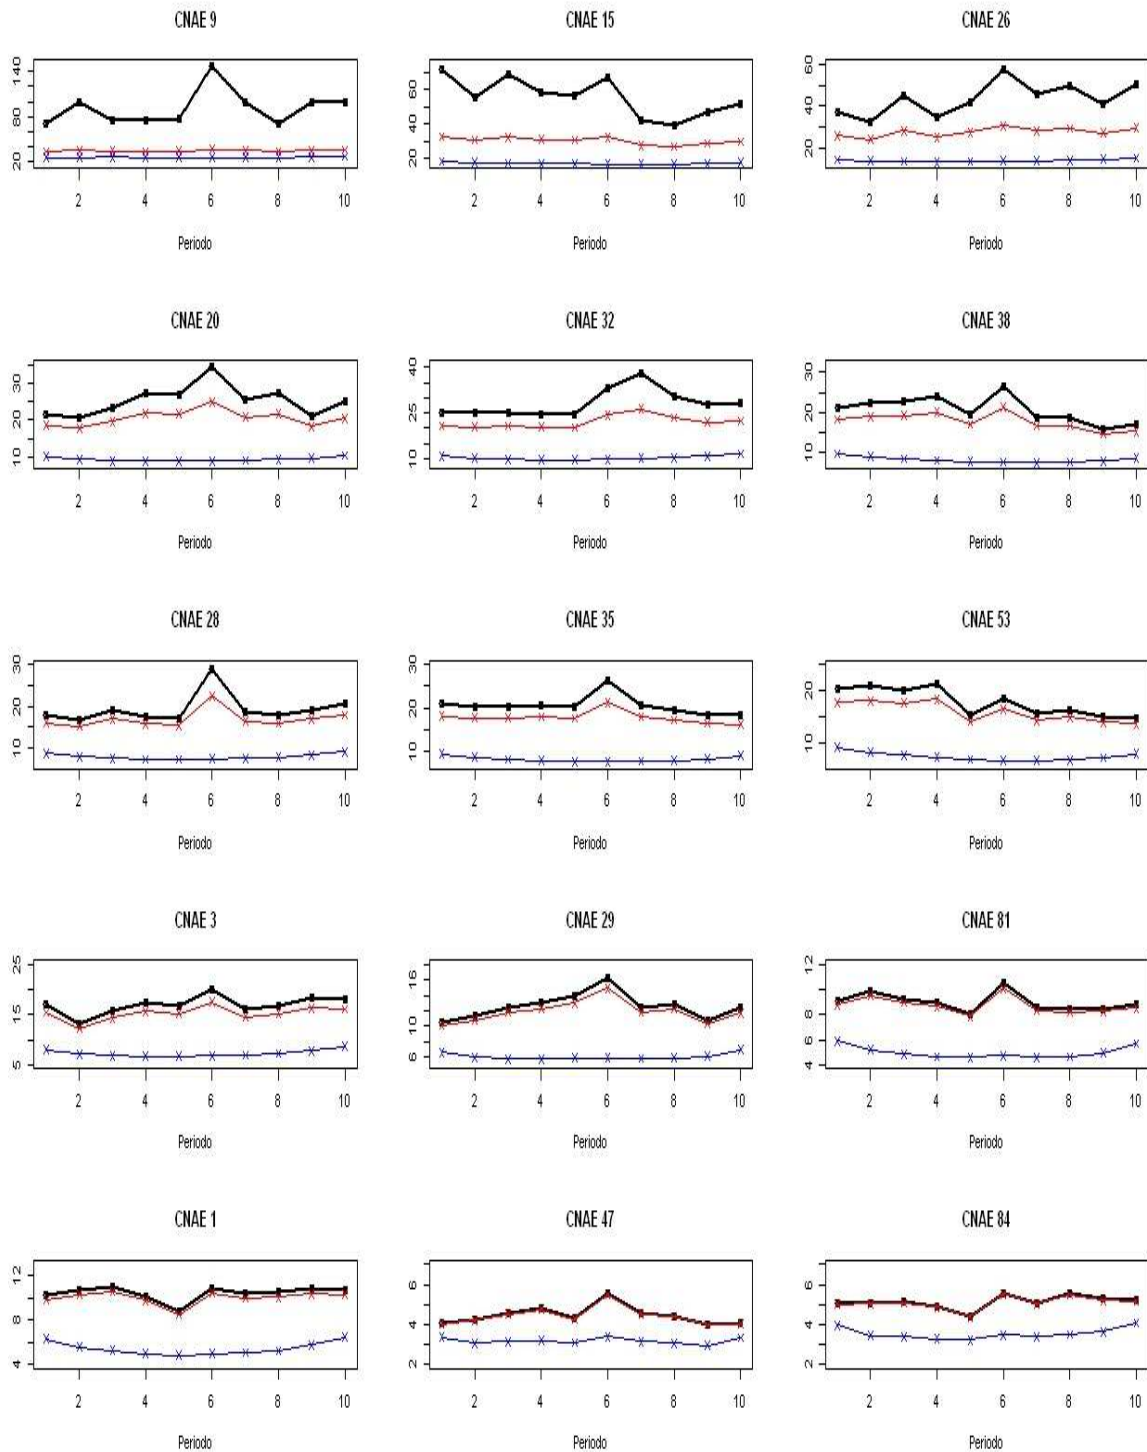 CNAE 9 CNAE 15 CNAE 26
140 80 20
60 40 20
60 40 20
2 4 6 8 10 2 4 6 8 10 2 4 6 8 10
Periodo Periodo Periodo
CNAE 20 CNAE 32 CNAE 38
30 20 10
40 25 10
30 20 10
2 4 6 8 10 2 4 6 8 10 2 4 6 8 10
Periodo Periodo Periodo
CNAE 28 CNAE 35 CNAE 53
30 20 10
30 20 10
20 10
2 4 6 8 10 2 4 6 8 10 2 4 6 8 10
Periodo Periodo Periodo
CNAE 3 CNAE 29 CNAE 81
25 15 5
16 10 6
12 8 6 4
2 4 6 8 10 2 4 6 8 10 2 4 6 8 10
Periodo Periodo Periodo
CNAE 1 CNAE 47 CNAE 84
12 8 4
6 4 2
6 4 2
2 4 6 8 10 2 4 6 8 10 2 4 6 8 10
Periodo Periodo Periodo